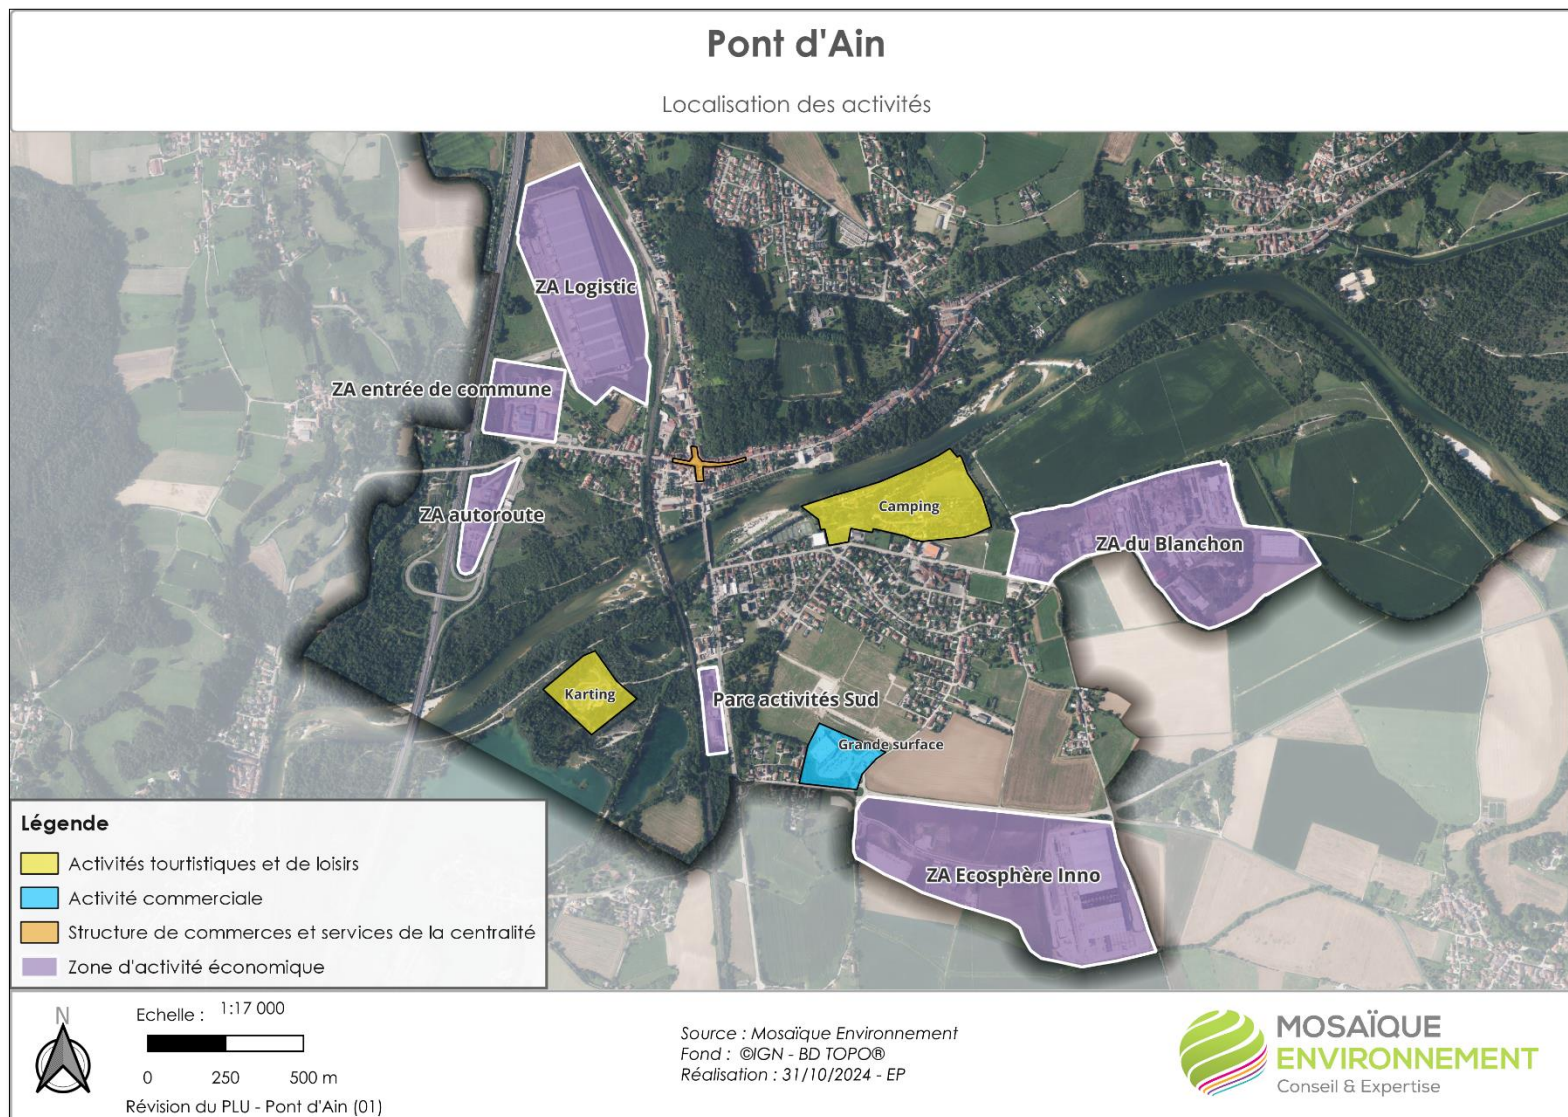 Pont d'Ain
Localisation des activités
ZA Logistic
ZA entrée de commune
ZA autoroute
Camping
ZA du Blanchon
Karting
Parc activités Sud
Grande surface
ZA Ecosphère Inno
Légende
Activités tourtistiques et de loisirs
Activité commerciale
Structure de commerces et services de la centralité
Zone d'activité économique
N
Echelle : 1:17 000
0 250 500 m
Révision du PLU - Pont d'Ain (01)
Source : Mosaïque Environnement
Fond : ©IGN - BD TOPO®
Réalisation : 31/10/2024 - EP
MOSAÏQUE
ENVIRONNEMENT
Conseil & Expertise